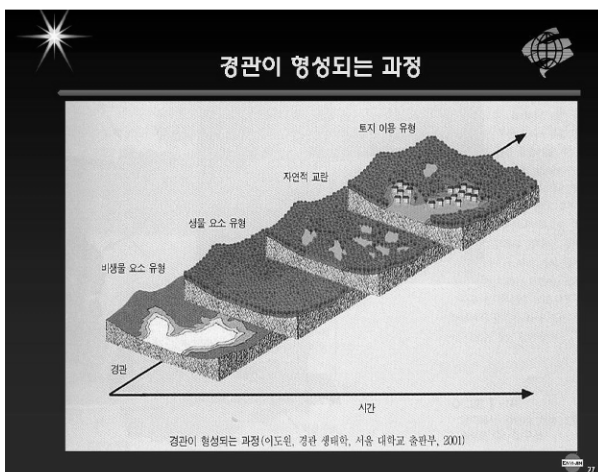 경관이 형성되는 과정
토지 이용 유형
자연적 교란
생물 요소 유형
비생물 요소 유형
경관
시간
경관이 형성되는 과정(이도원, 경관 생태학, 서울 대학교 출판부, 2001)
77